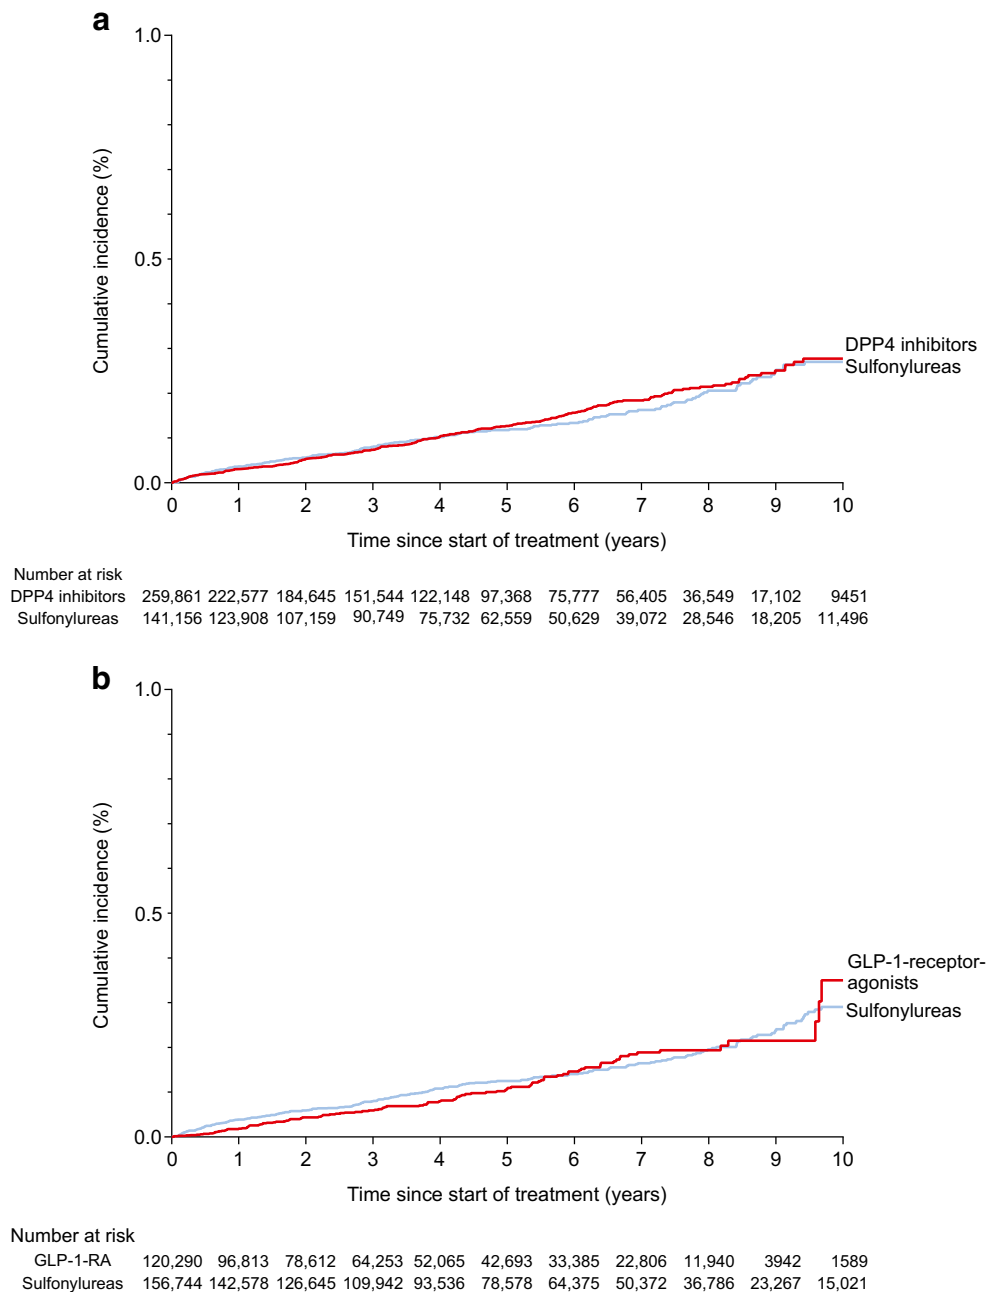 a
1.0
0.5
0.0
Cumulative incidence (%)
DPP4 inhibitors
Sulfonylureas
0 1 2 3 4 5 6 7 8 9 10
Time since start of treatment (years)
Number at risk
DPP4 inhibitors 259,861 222,577 184,645 151,544 122,148 97,368 75,777 56,405 36,549 17,102 9451
Sulfonylureas 141,156 123,908 107,159 90,749 75,732 62,559 50,629 39,072 28,546 18,205 11,496
b
1.0
0.5
0.0
Cumulative incidence (%)
GLP-1-receptor-
agonists
Sulfonylureas
0 1 2 3 4 5 6 7 8 9 10
Time since start of treatment (years)
Number at risk
GLP-1-RA 120,290 96,813 78,612 64,253 52,065 42,693 33,385 22,806 11,940 3942 1589
Sulfonylureas 156,744 142,578 126,645 109,942 93,536 78,578 64,375 50,372 36,786 23,267 15,021